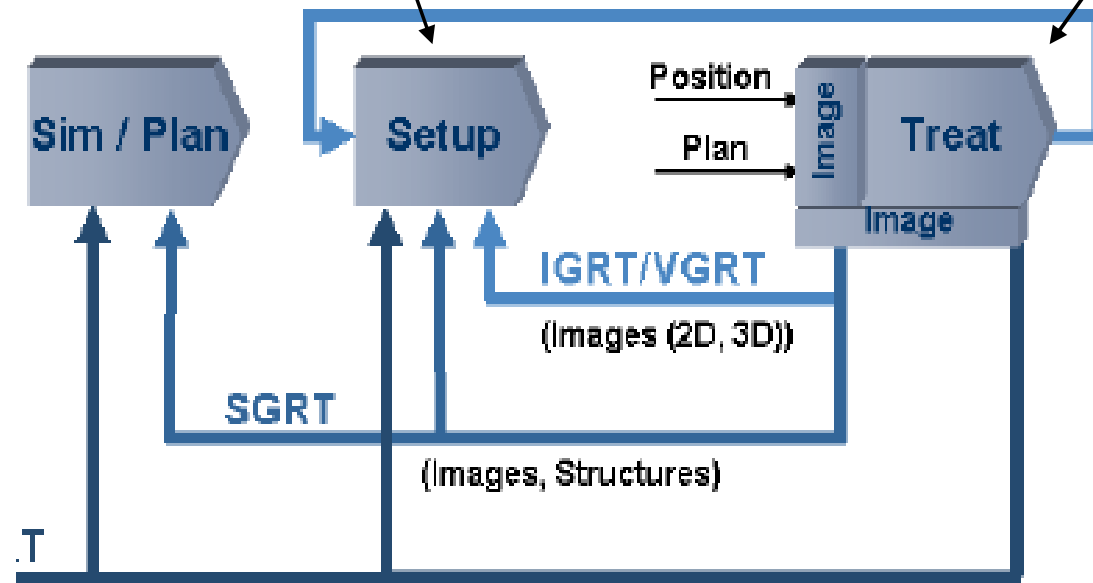 Position
Sim / Plan
Setup
Plan
Image
Treat
Image
IGRT/VGRT
(Images (2D, 3D))
SGRT
(Images, Structures)
.T